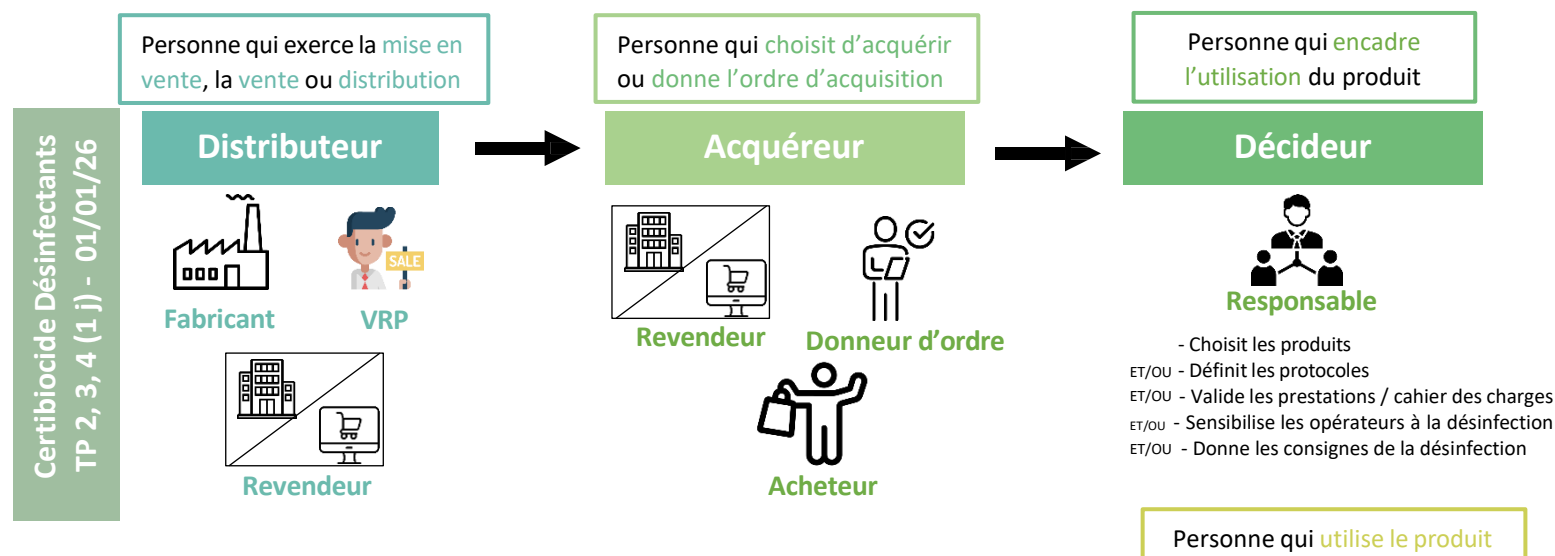 Certibiocide Désinfectants
TP 2, 3, 4 (1 j) - 01/01/26
Personne qui exerce la mise en
vente, la vente ou distribution
Distributeur
SALE
Fabricant
VRP
Revendeur
Personne qui choisit d’acquérir
ou donne l’ordre d’acquisition
Acquéreur
Revendeur
Donneur d’ordre
Acheteur
Personne qui encadre
l’utilisation du produit
Décideur
Responsable
- Choisit les produits
ET/OU - Définit les protocoles
ET/OU - Valide les prestations / cahier des charges
ET/OU - Sensibilise les opérateurs à la désinfection
ET/OU - Donne les consignes de la désinfection
Personne qui utilise le produit